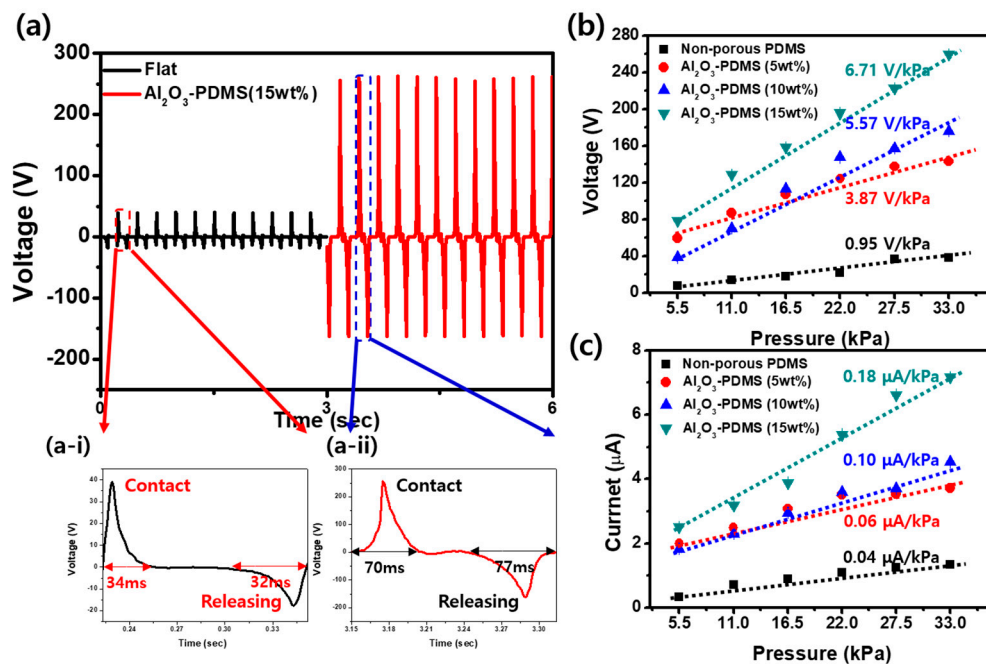 (a)
300
200
100
0
-100
-200
Voltage (V)
Flat
Al₂O₃-PDMS(15wt%)
0
3
6
Time (sec)
(a-i)
40
30
20
10
0
-10
-20
Voltage (V)
Contact
34ms
32ms
Releasing
0.24
0.27
0.30
0.33
Time (sec)
(a-ii)
300
250
200
150
100
50
0
-50
-100
-150
-200
Voltage (V)
Contact
70ms
77ms
Releasing
3.15
3.18
3.21
3.24
3.27
3.30
Time (sec)
(b)
280
240
200
160
120
80
40
0
Voltage (V)
Non-porous PDMS
Al₂O₃-PDMS (5wt%)
Al₂O₃-PDMS (10wt%)
Al₂O₃-PDMS (15wt%)
6.71 V/kPa
5.57 V/kPa
3.87 V/kPa
0.95 V/kPa
5.5
11.0
16.5
22.0
27.5
33.0
Pressure (kPa)
(c)
8
6
4
2
0
Currnet (μA)
Non-porous PDMS
Al₂O₃-PDMS (5wt%)
Al₂O₃-PDMS (10wt%)
Al₂O₃-PDMS (15wt%)
0.18 μA/kPa
0.10 μA/kPa
0.06 μA/kPa
0.04 μA/kPa
5.5
11.0
16.5
22.0
27.5
33.0
Pressure (kPa)